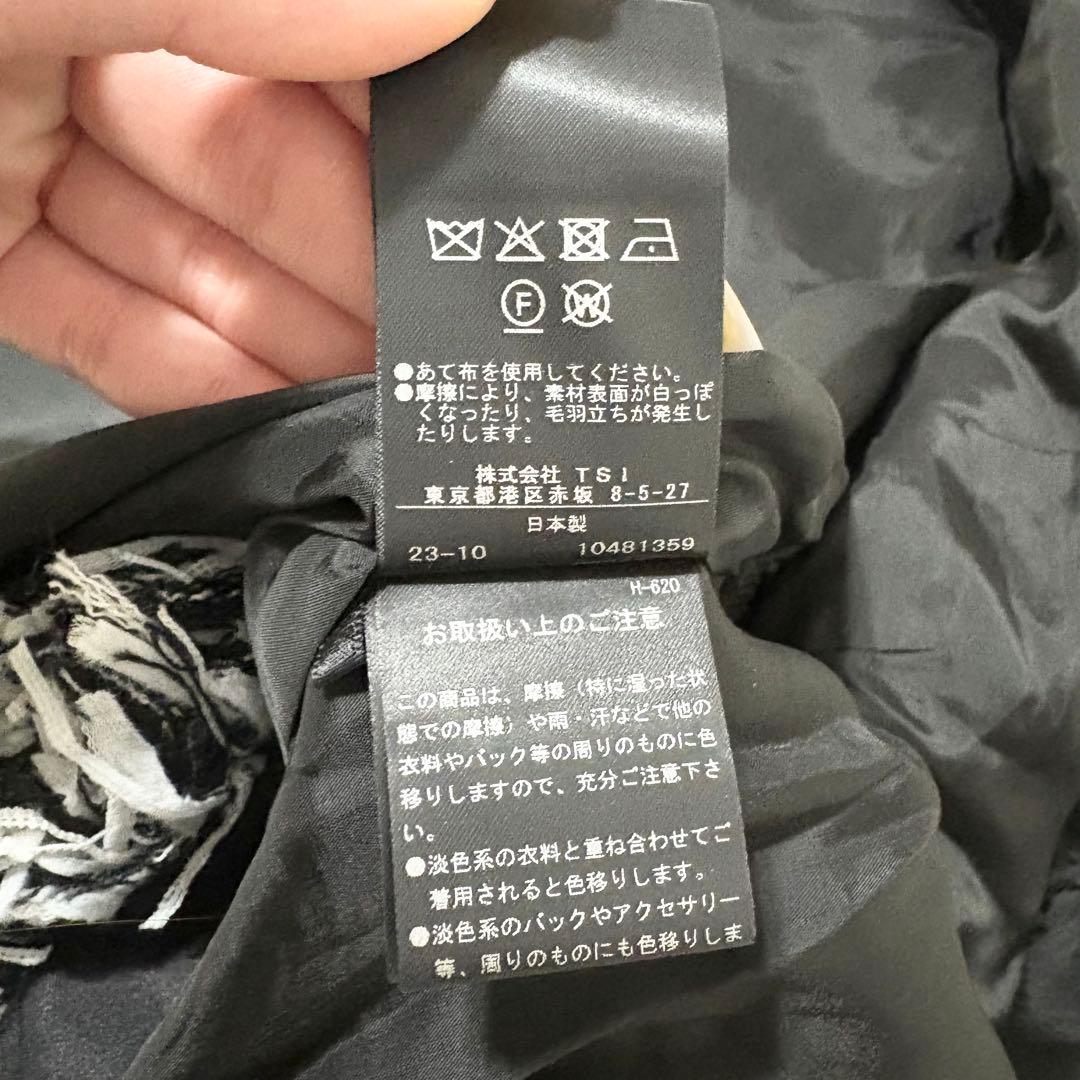 F W
●あて布を使用してください。
●摩擦により、素材表面が白っぽ
くなったり、毛羽立ちが発生し
たりします。
株式会社 TSI
東京都港区赤坂 8-5-27
日本製
23-10 10481359
H-620
お取扱い上のご注意
この商品は、摩擦（特に湿った状
態での摩擦）や雨・汗などで他の
衣料やバック等の周りのものに色
移りしますので、充分ご注意下さ
い。
●淡色系の衣料と重ね合わせてご
着用されると色移りします。
●淡色系のバックやアクセサリー
等、周りのものにも色移りしま